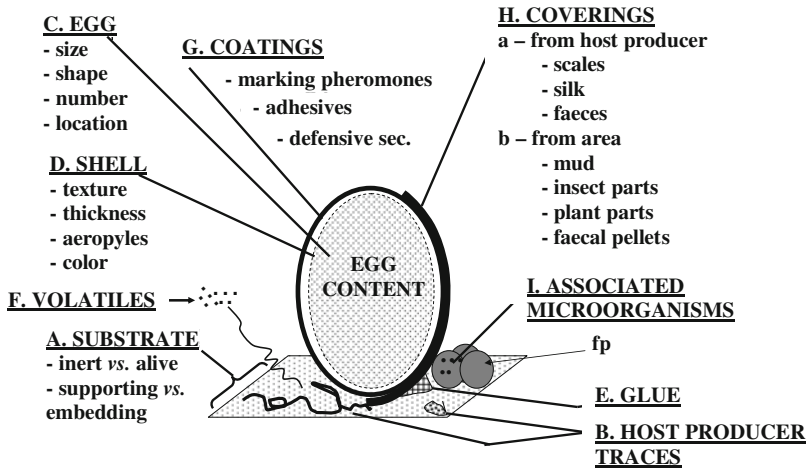 C. EGG
- size
- shape
- number
- location
G. COATINGS
- marking pheromones
- adhesives
- defensive sec.
H. COVERINGS
a – from host producer
- scales
- silk
- faeces
b – from area
- mud
- insect parts
- plant parts
- faecal pellets
D. SHELL
- texture
- thickness
- aeropyles
- color
EGG
CONTENT
F. VOLATILES
A. SUBSTRATE
- inert vs. alive
- supporting vs.
embedding
I. ASSOCIATED
MICROORGANISMS
fp
E. GLUE
B. HOST PRODUCER
TRACES